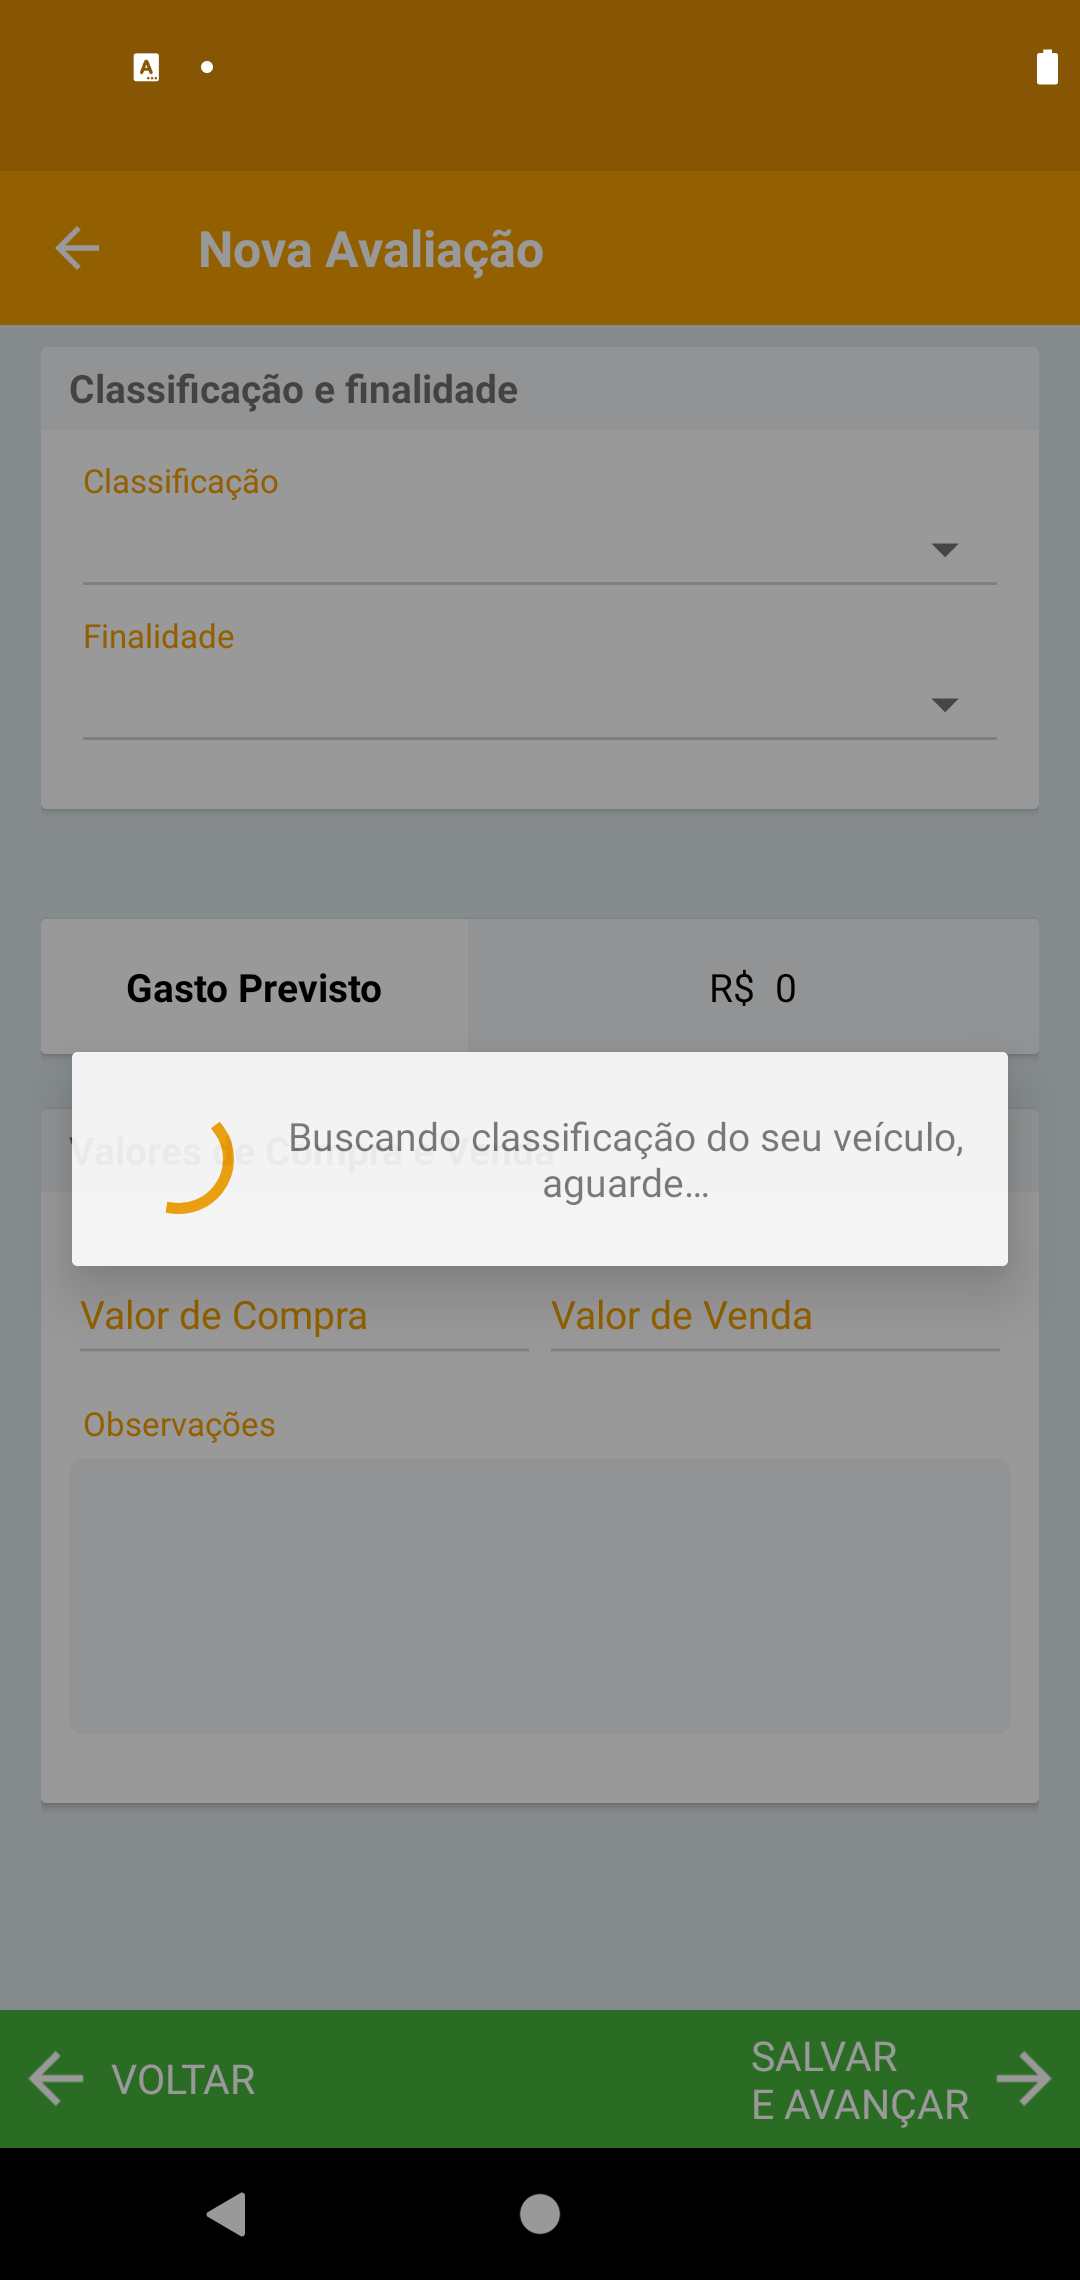 Nova Avaliação
Classificação e finalidade
Classificação
Finalidade
Gasto Previsto
R$ 0
Buscando classificação do seu veículo,
aguarde...
Valores de Compra e Venda
Valor de Compra
Valor de Venda
Observações
VOLTAR
SALVAR
E AVANÇAR